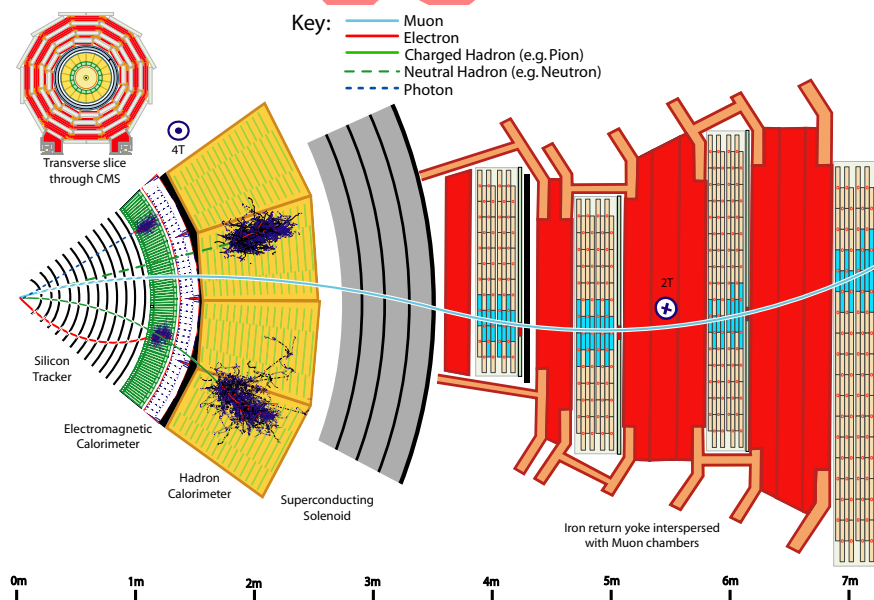 Key:
Muon
Electron
Charged Hadron (e.g. Pion)
Neutral Hadron (e.g. Neutron)
Photon
Transverse slice
through CMS
4T
2T
Silicon
Tracker
Electromagnetic
Calorimeter
Hadron
Calorimeter
Superconducting
Solenoid
Iron return yoke interspersed
with Muon chambers
0m
1m
2m
3m
4m
5m
6m
7m